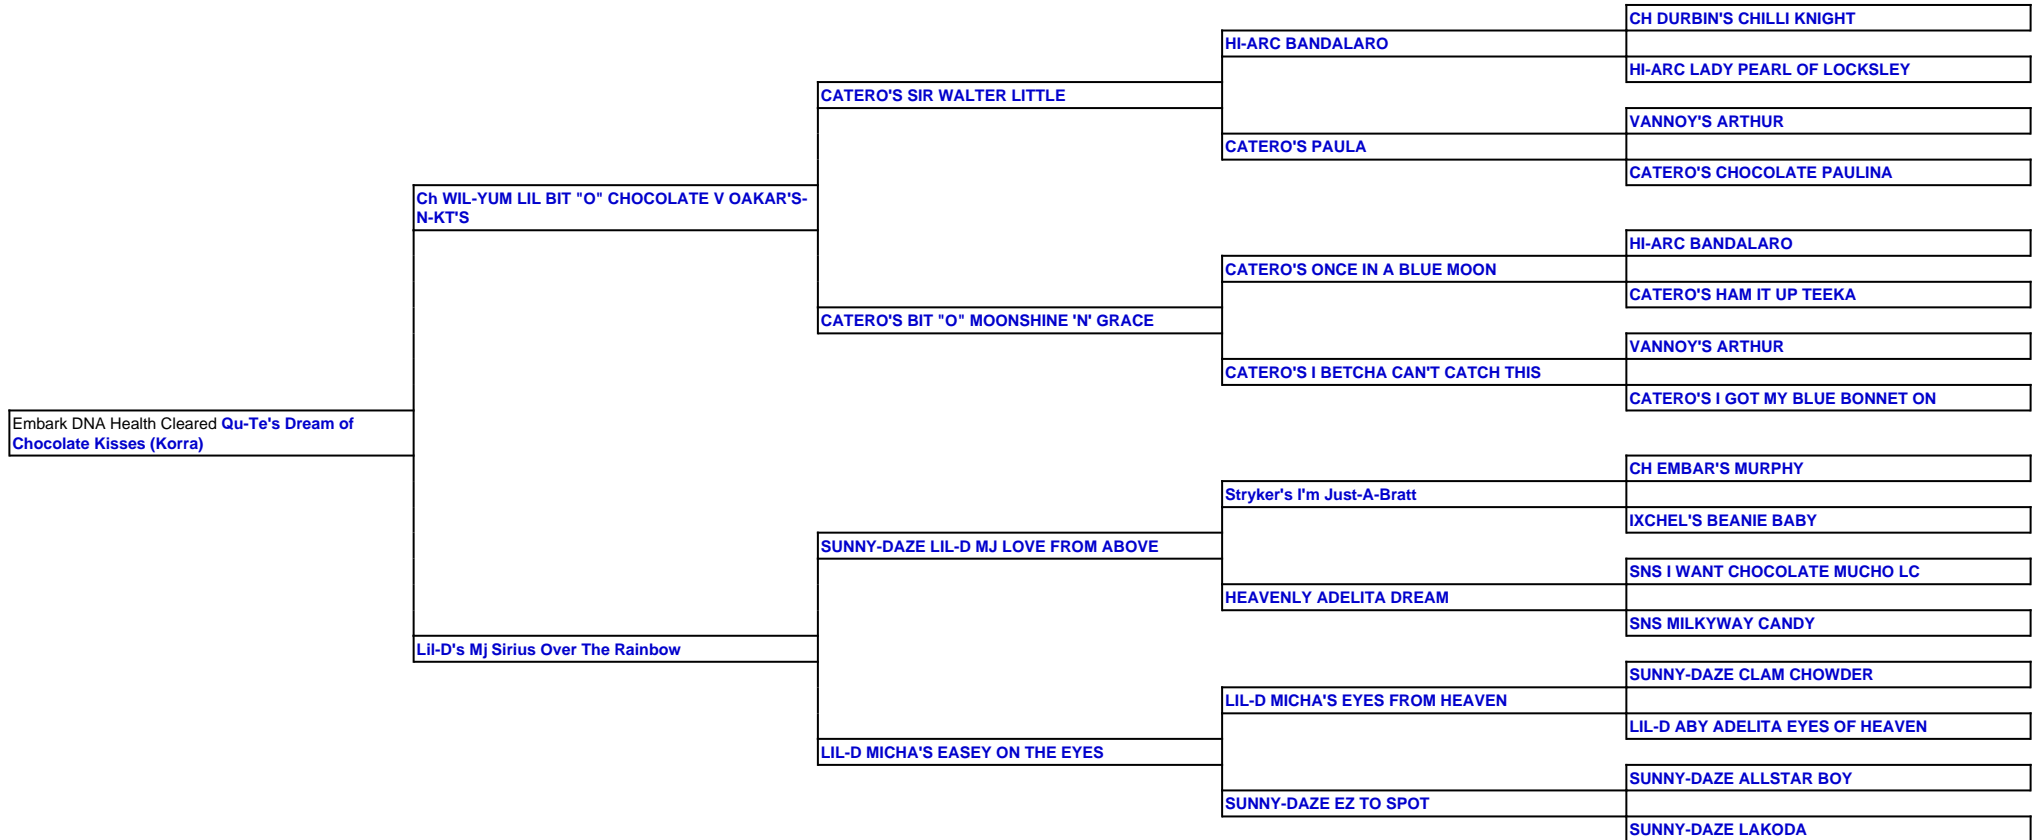 CH DURBIN'S CHILLI KNIGHT
HI-ARC BANDALARO
HI-ARC LADY PEARL OF LOCKSLEY
CATERO'S SIR WALTER LITTLE
VANNOY'S ARTHUR
CATERO'S PAULA
CATERO'S CHOCOLATE PAULINA
Ch WIL-YUM LIL BIT "O" CHOCOLATE V OAKAR'S-
N-KT'S
HI-ARC BANDALARO
CATERO'S ONCE IN A BLUE MOON
CATERO'S HAM IT UP TEEKA
CATERO'S BIT "O" MOONSHINE 'N' GRACE
VANNOY'S ARTHUR
CATERO'S I BETCHA CAN'T CATCH THIS
CATERO'S I GOT MY BLUE BONNET ON
Embark DNA Health Cleared Qu-Te's Dream of
Chocolate Kisses (Korra)
CH EMBAR'S MURPHY
Stryker's I'm Just-A-Bratt
IXCHEL'S BEANIE BABY
SUNNY-DAZE LIL-D MJ LOVE FROM ABOVE
SNS I WANT CHOCOLATE MUCHO LC
HEAVENLY ADELITA DREAM
SNS MILKYWAY CANDY
Lil-D's Mj Sirius Over The Rainbow
SUNNY-DAZE CLAM CHOWDER
LIL-D MICHA'S EYES FROM HEAVEN
LIL-D ABY ADELITA EYES OF HEAVEN
LIL-D MICHA'S EASEY ON THE EYES
SUNNY-DAZE ALLSTAR BOY
SUNNY-DAZE EZ TO SPOT
SUNNY-DAZE LAKODA